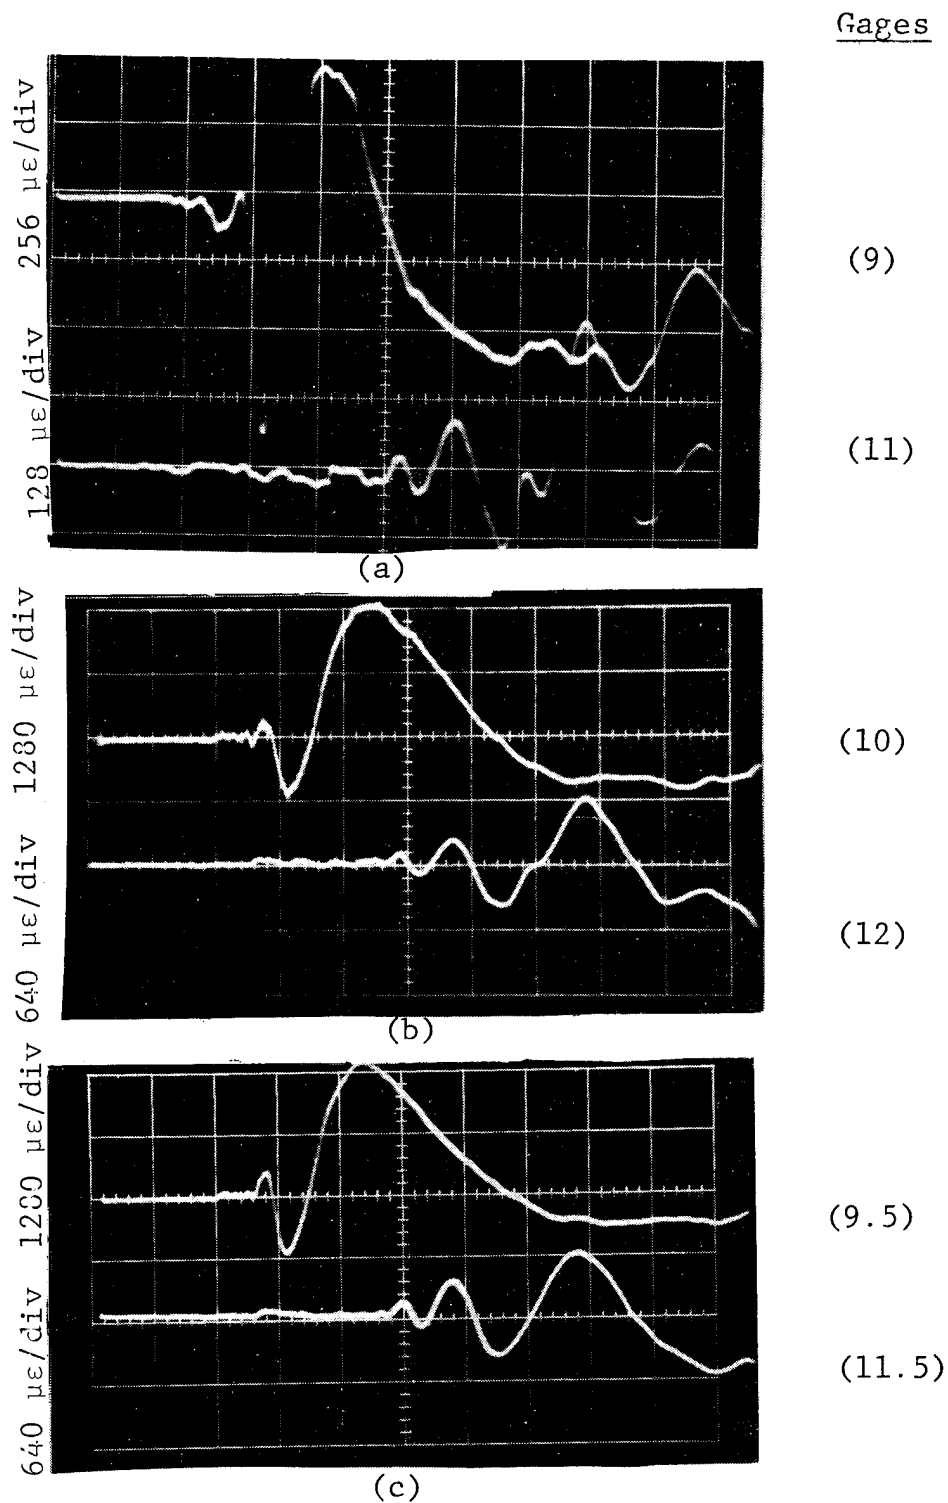 Gages
256 µε/div
(9)
128 µε/div
(11)
(a)
1280 µε/div
(10)
640 µε/div
(12)
(b)
1280 µε/div
(9.5)
640 µε/div
(11.5)
(c)